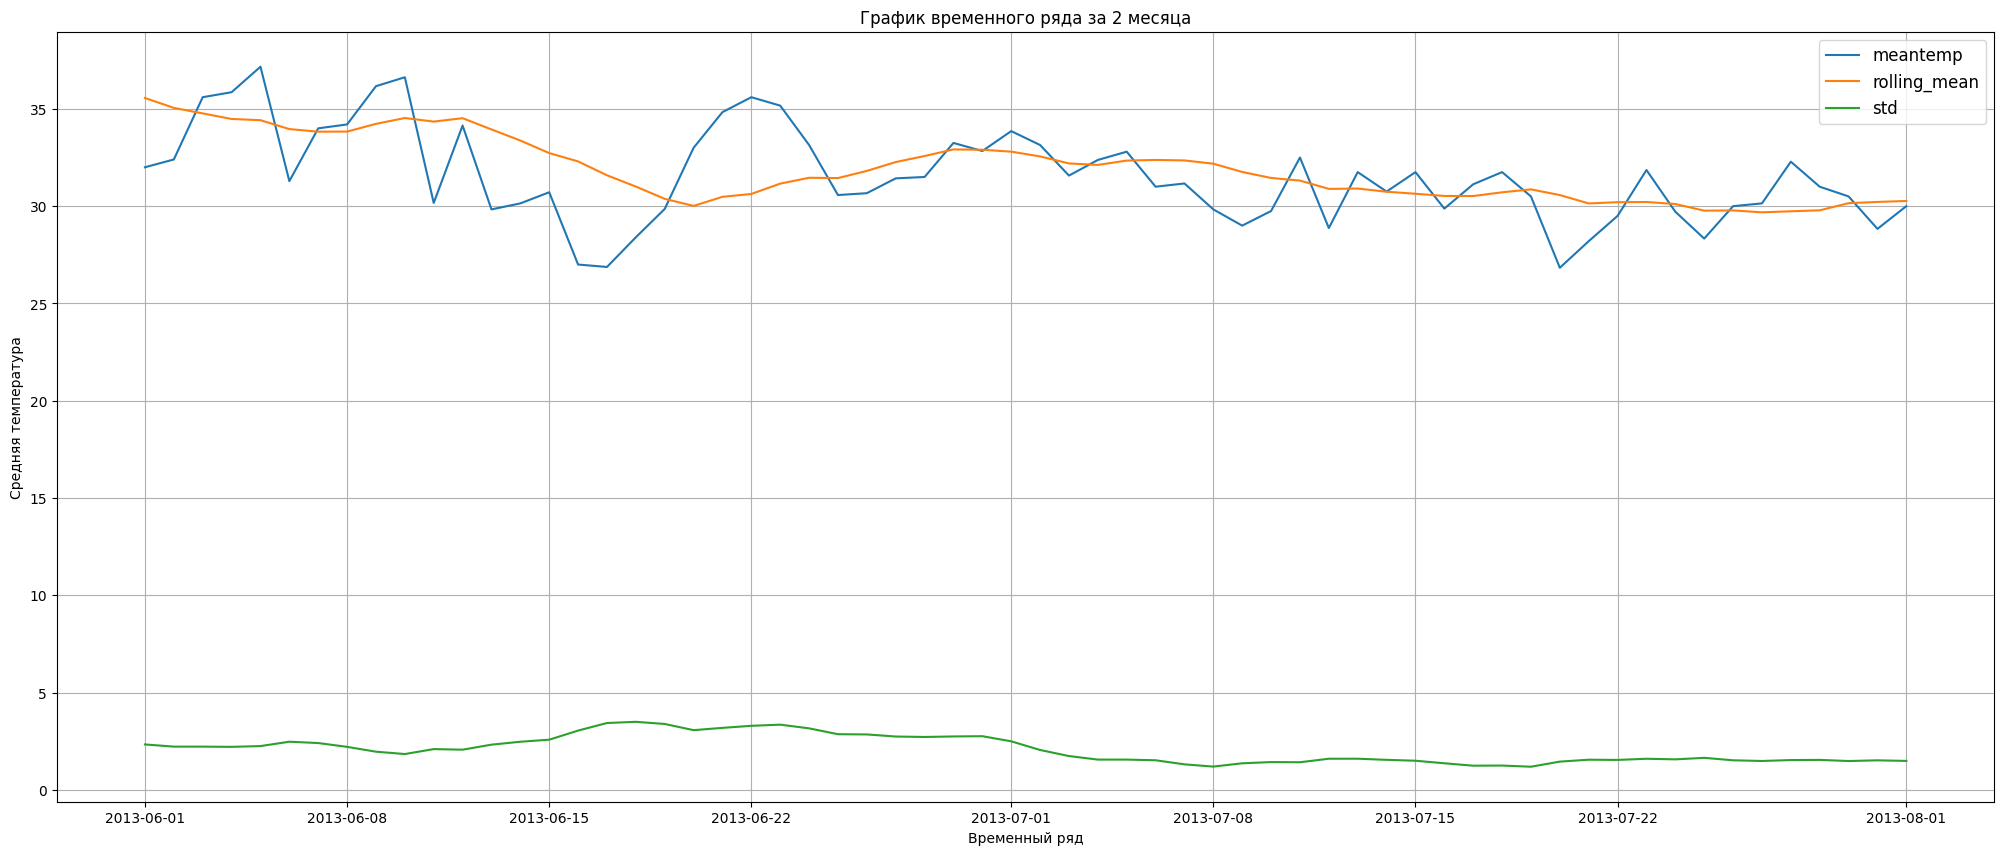 График временного ряда за 2 месяца
meantemp
rolling_mean
std
Средняя температура
35
30
25
20
15
10
5
0
2013-06-01
2013-06-08
2013-06-15
2013-06-22
2013-07-01
2013-07-08
2013-07-15
2013-07-22
2013-08-01
Временный ряд